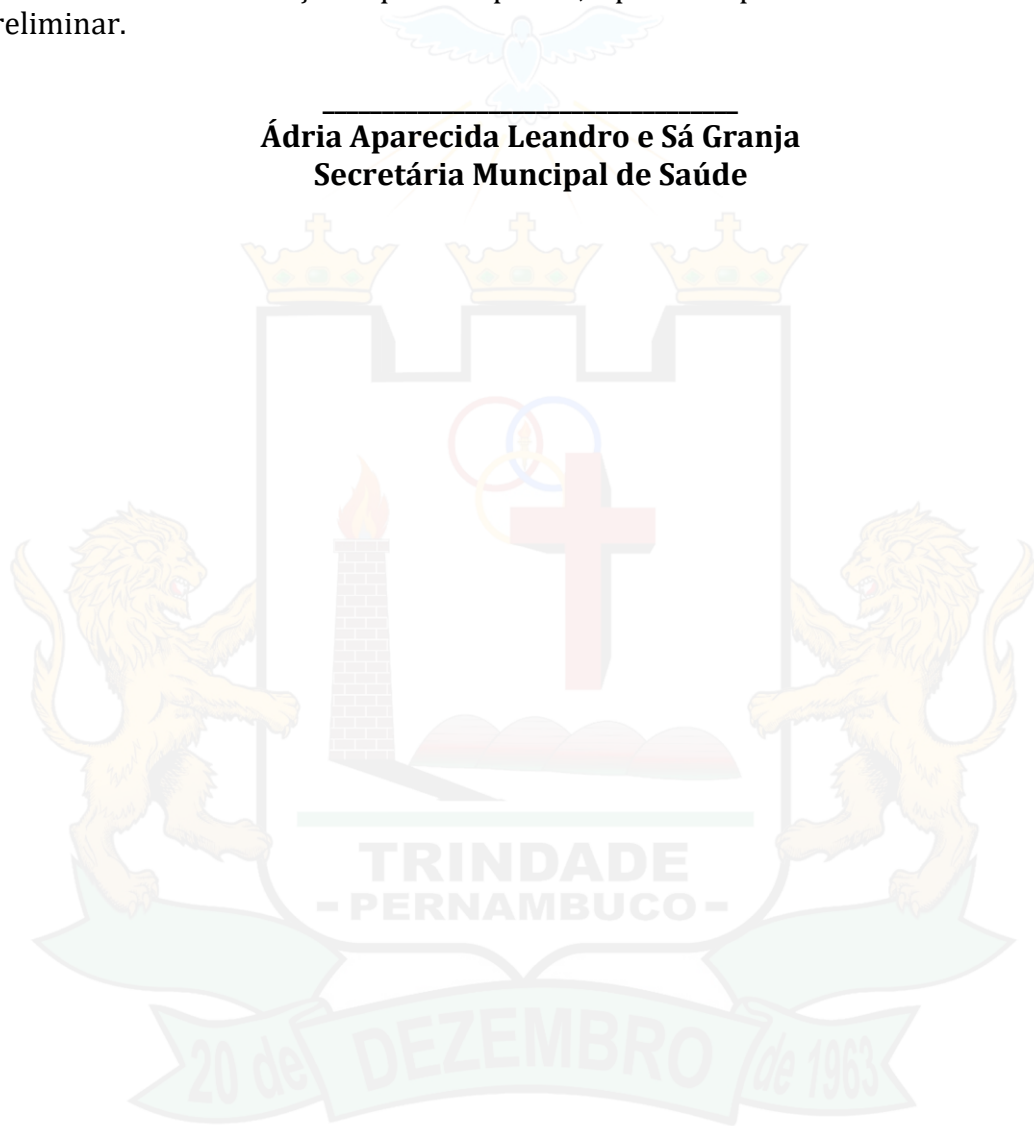 reliminar.
Ádria Aparecida Leandro e Sá Granja
Secretária Muncipal de Saúde
TRINDADE
- PERNAMBUCO -
20 de DEZEMBRO de 1963